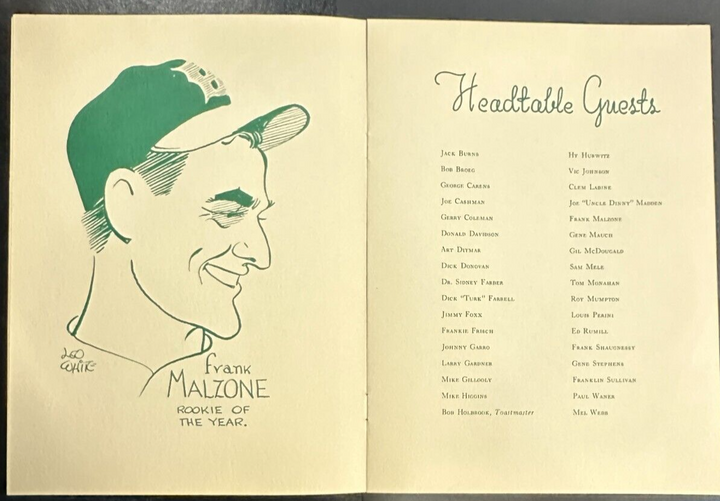 Leo
White
Frank
MALZONE
ROOKIE OF
THE YEAR.
Headtable Guests
Jack Burns
Bob Broeg
George Carens
Joe Cashman
Gerry Coleman
Donald Davidson
Art Ditmar
Dick Donovan
Dr. Sidney Farber
Dick "Turk" Farrell
Jimmy Foxx
Frankie Frisch
Johnny Garro
Larry Gardner
Mike Gillooly
Mike Higgins
Bob Holbrook, Toastmaster
Hy Hurwitz
Vic Johnson
Clem Labine
Joe "Uncle Dinny" Madden
Frank Malzone
Gene Mauch
Gil McDougald
Sam Mele
Tom Monahan
Roy Mumpton
Louis Perini
Ed Rumill
Frank Shaughnessy
Gene Stephens
Franklin Sullivan
Paul Waner
Mel Webb